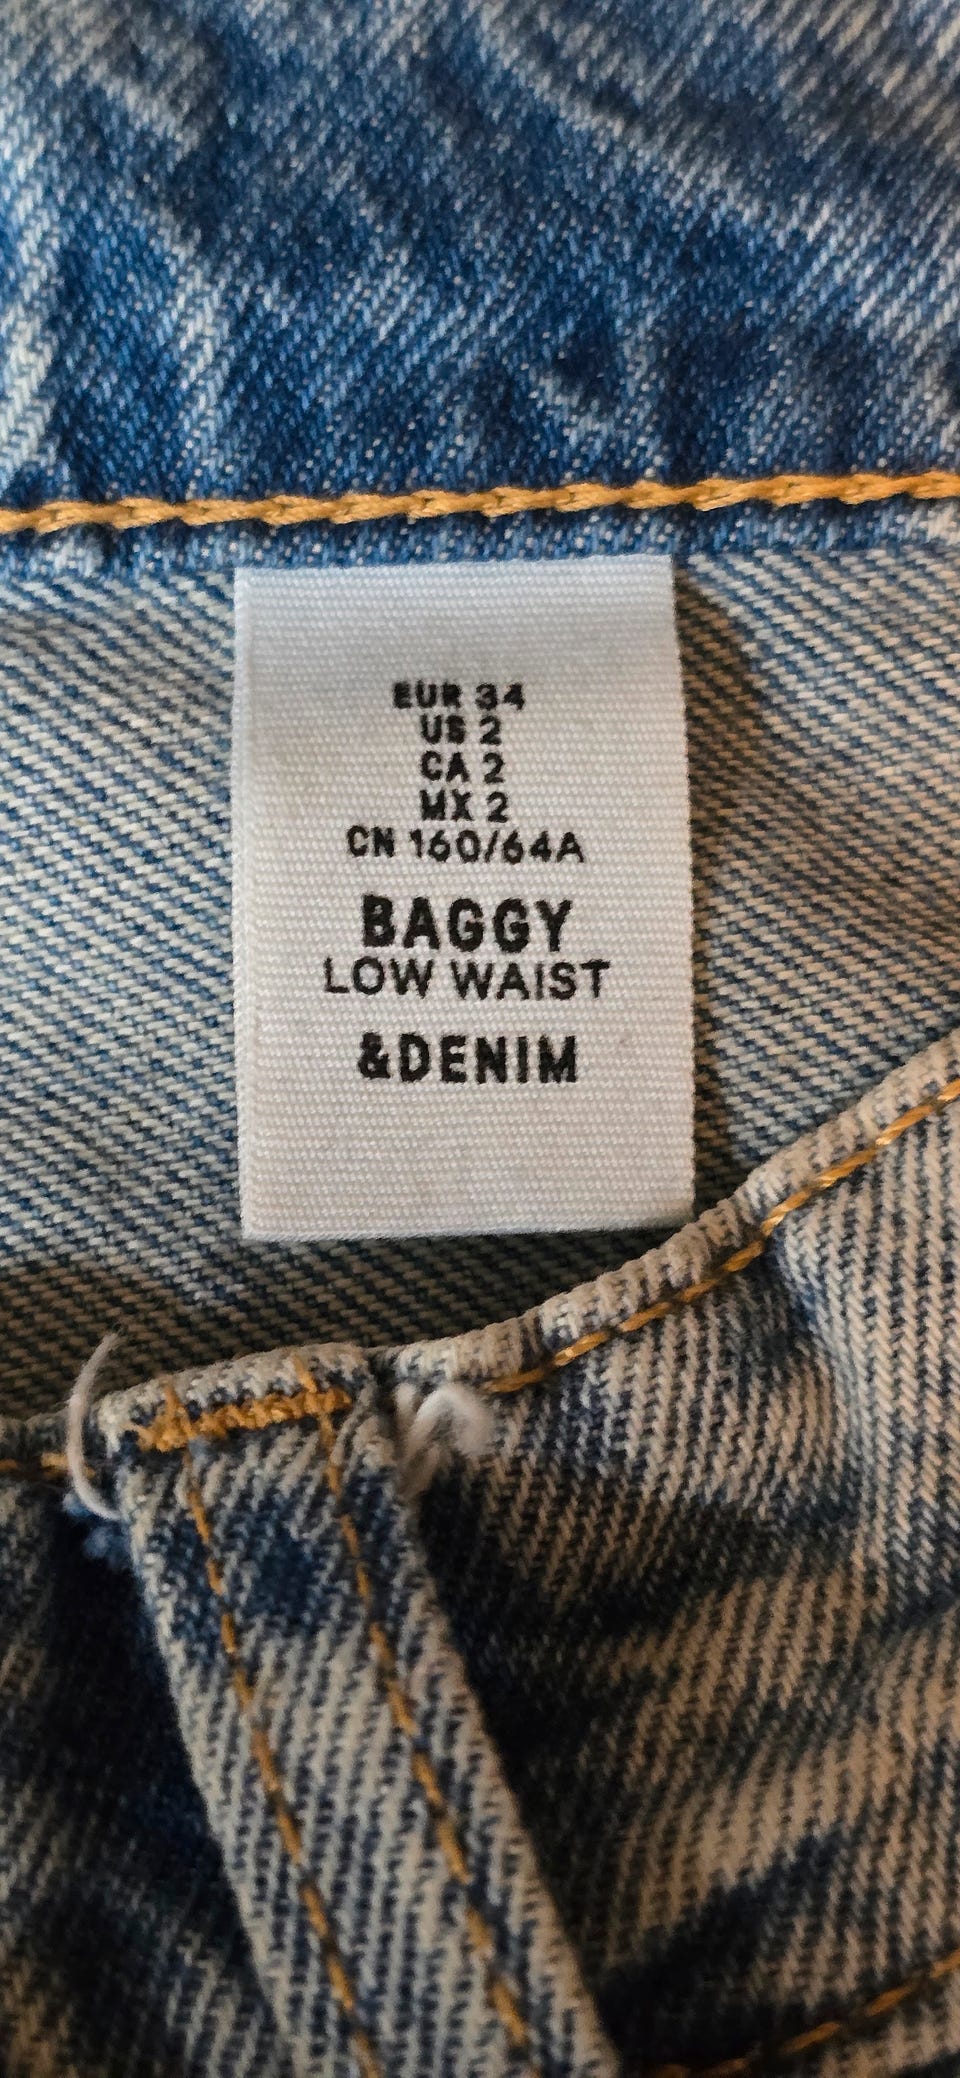 EUR 34
US 2
CA 2
MX 2
CN 160/64A
BAGGY
LOW WAIST
&DENIM